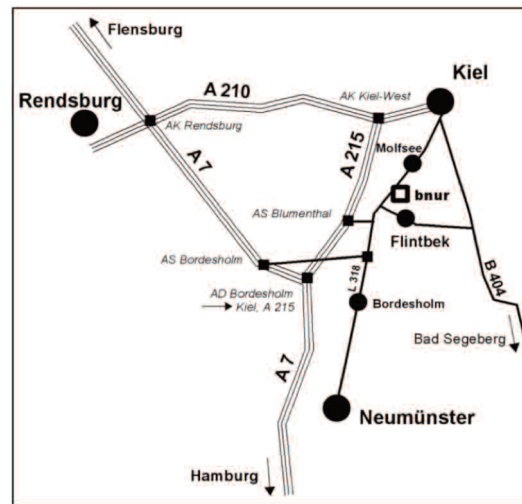 Flensburg
Kiel
A 210
AK Kiel-West
Rendsburg
AK Rendsburg
Molfsee
A 7
A 215
bnur
AS Blumenthal
Flintbek
AS Bordesholm
B 404
L 318
AD Bordesholm
Kiel, A 215
Bordesholm
Bad Segeberg
A 7
Neumünster
Hamburg